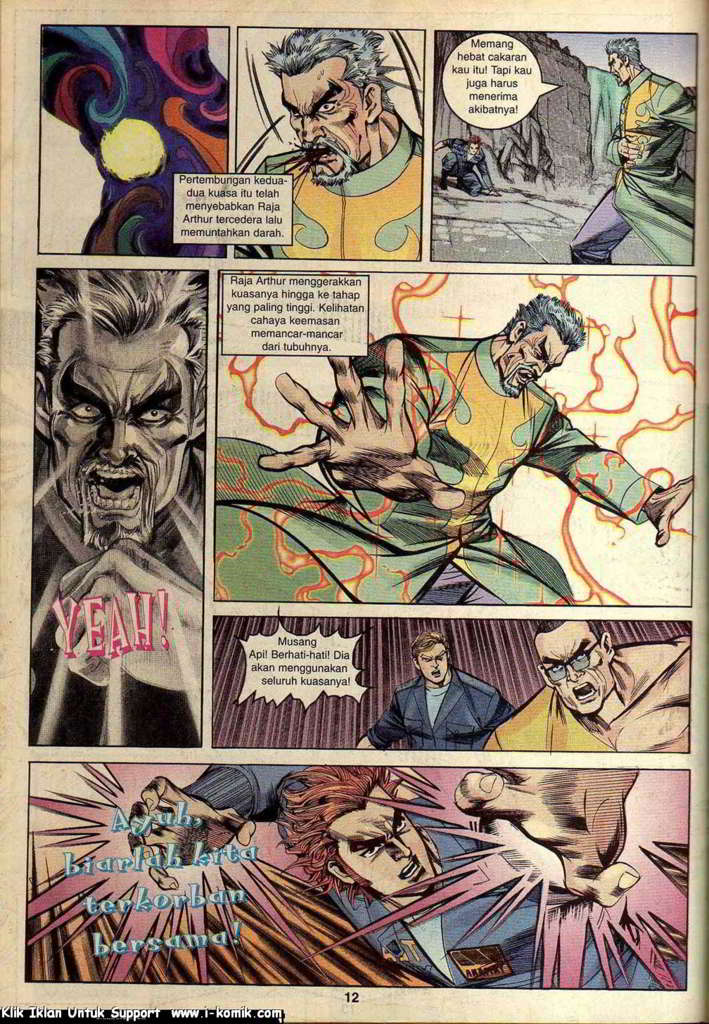 Pertembungan kedua-
dua kuasa itu telah
menyebabkan Raja
Arthur tercedera lalu
memuntahkan darah.
Memang
hebat cakaran
kau itu! Tapi kau
juga harus
menerima
akibatnya!
YEAH!
Raja Arthur menggerakkan
kuasanya hingga ke tahap
yang paling tinggi. Kelihatan
cahaya keemasan
memancar-mancar
dari tubuhnya.
Musang
Api! Berhati-hati! Dia
akan menggunakan
seluruh kuasanya!
Ayuh,
biarlah kita
terkorban
bersama!
12
Klik Iklan Untuk Support www.i-komik.com